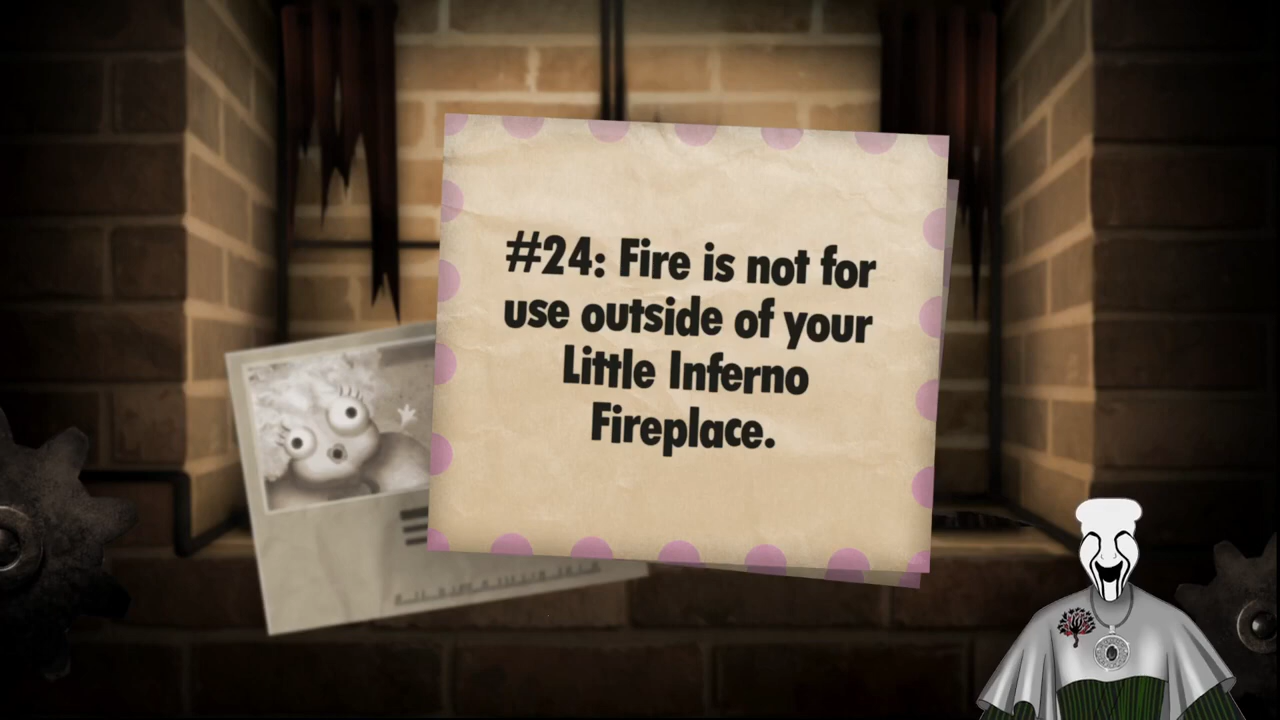 #24: Fire is not for
use outside of your
Little Inferno
Fireplace.